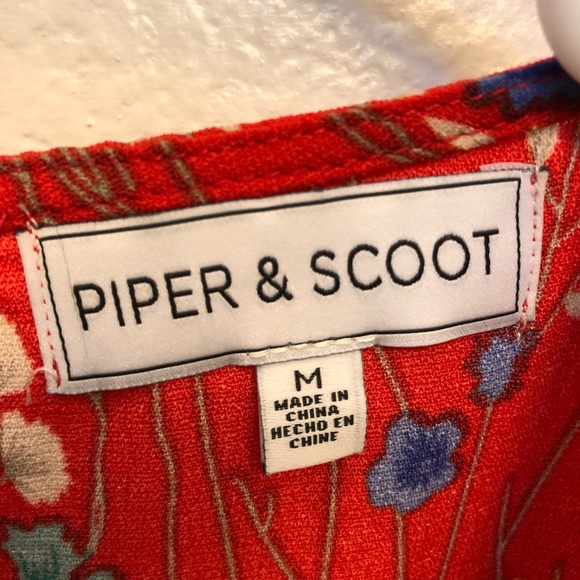 PIPER & SCOOT
M
MADE IN
CHINA
HECHO EN
CHINE